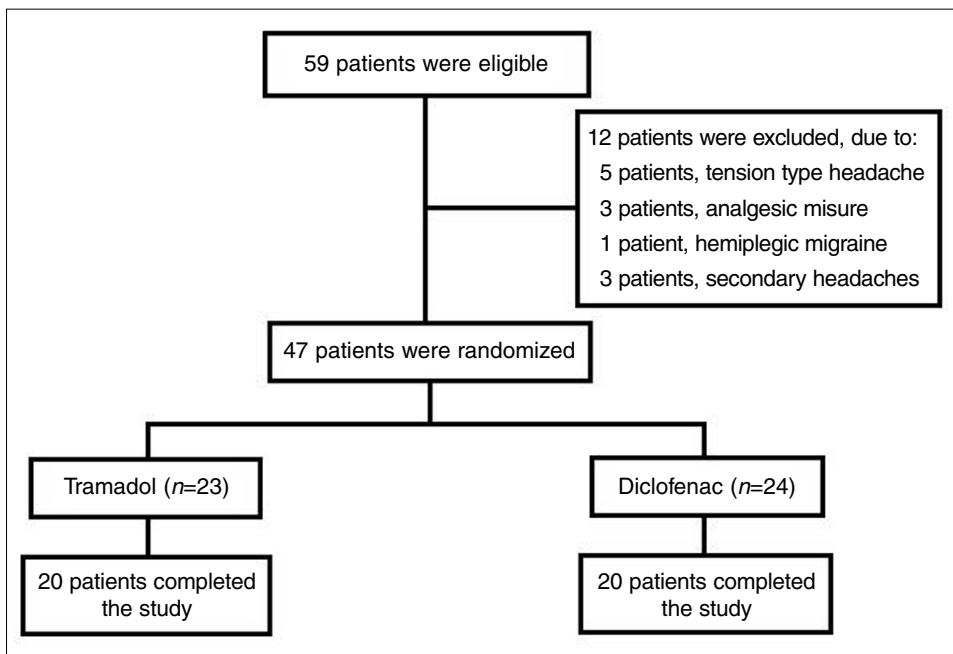 59 patients were eligible
12 patients were excluded, due to:
5 patients, tension type headache
3 patients, analgesic misure
1 patient, hemiplegic migraine
3 patients, secondary headaches
47 patients were randomized
Tramadol (n=23)
Diclofenac (n=24)
20 patients completed
the study
20 patients completed
the study